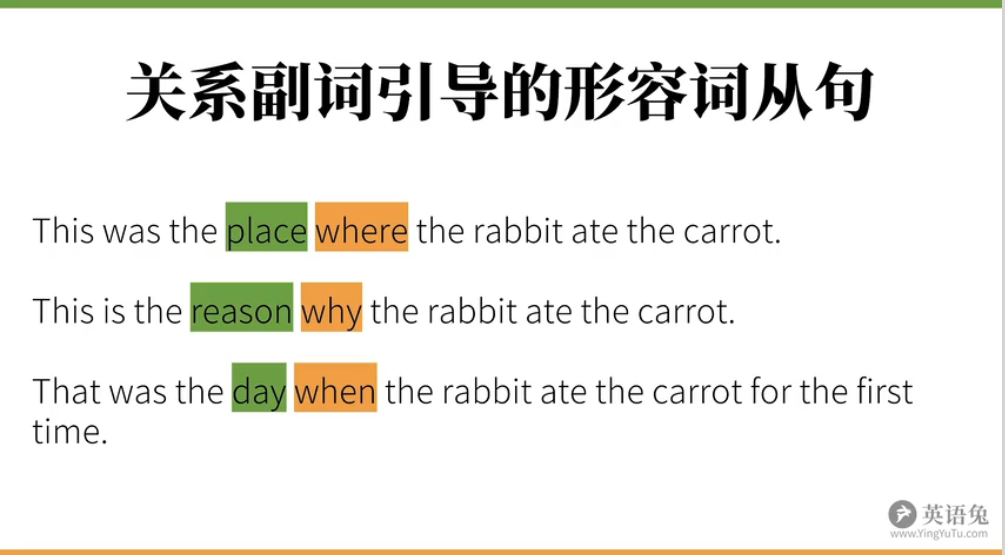 关系副词引导的形容词从句
This was the place where the rabbit ate the carrot.
This is the reason why the rabbit ate the carrot.
That was the day when the rabbit ate the carrot for the first
time.
英语兔
www.YingYuTu.com